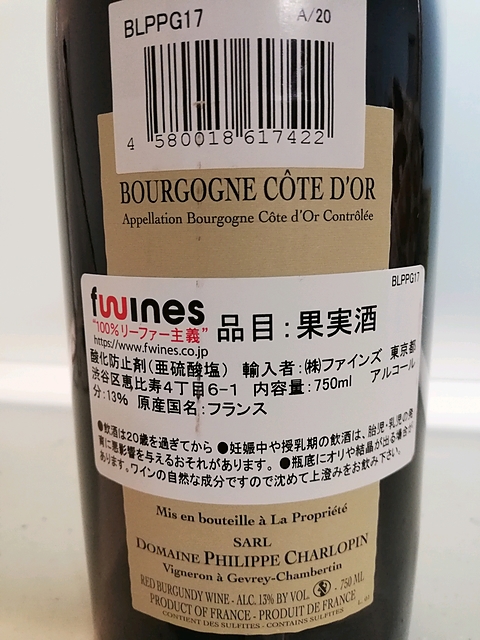 BLPPG17 A/20
4 580018 617422
BOURGOGNE CÔTE D'OR
Appellation Bourgogne Côte d'Or Contrôlée
BLPPG17
fwines
"100%リーファー主義" 品目:果実酒
https://www.fwines.co.jp
酸化防止剤(亜硫酸塩) 輸入者:(株)ファインズ 東京都
渋谷区恵比寿4丁目6-1 内容量:750ml アルコール
分:13% 原産国名:フランス
●飲酒は20歳を過ぎてから ●妊娠中や授乳期の飲酒は、胎児・乳児の発
育に悪影響を与えるおそれがあります。 ●瓶底にオリや結晶が出る場合が
あります。ワインの自然な成分ですので沈めて上澄みをお飲み下さい。
Mis en bouteille à La Propriété
SARL
DOMAINE PHILIPPE CHARLOPIN
Vigneron à Gevrey-Chambertin
RED BURGUNDY WINE - ALC. 13% BY VOL. - 750 ML
PRODUCT OF FRANCE - PRODUIT DE FRANCE
CONTIENT DES SULFITES - CONTAINS SULFITES